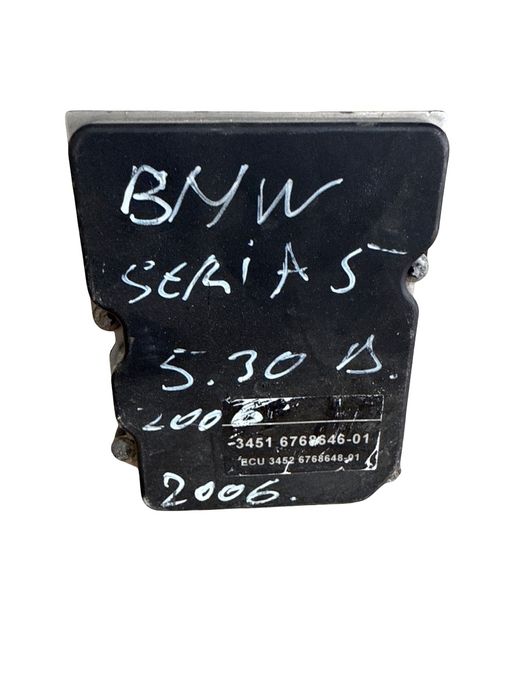 BMW
SERiA 5
5.30 D.
2006
3451 6768646-01
ECU 3452 6768648-01
2006.